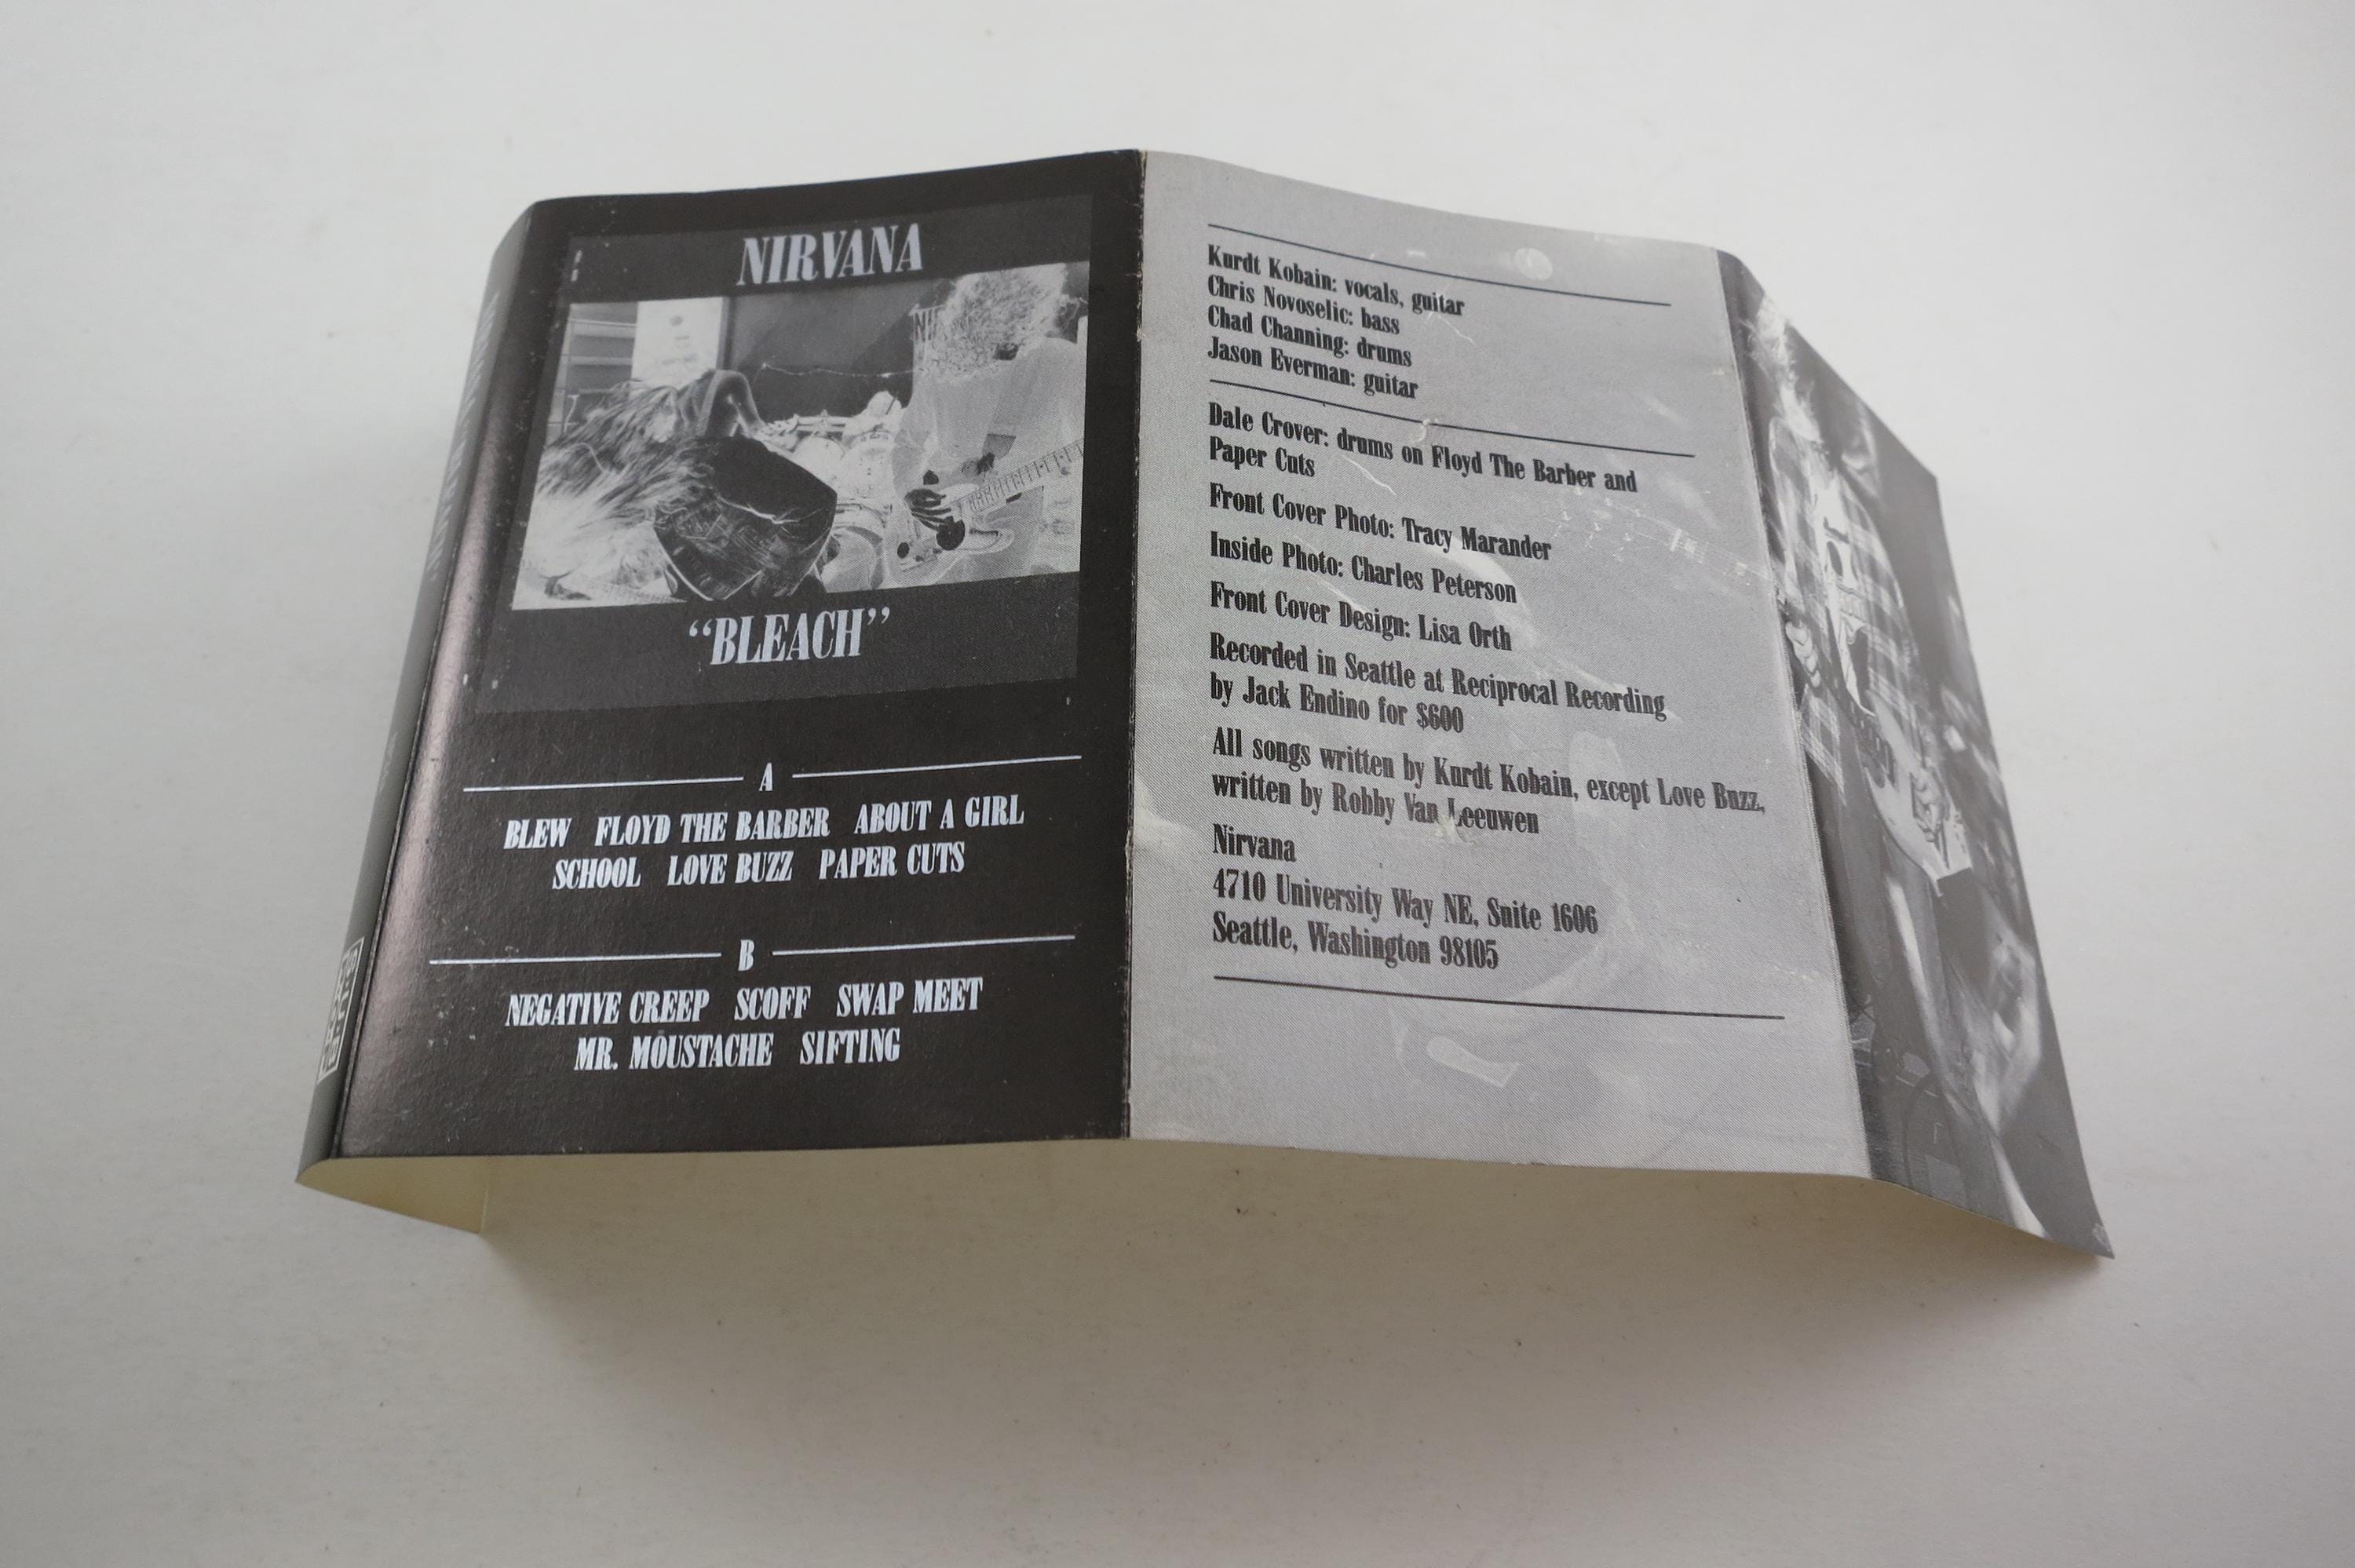 NIRVANA
“BLEACH”
A
BLEW FLOYD THE BARBER ABOUT A GIRL
SCHOOL LOVE BUZZ PAPER CUTS
B
NEGATIVE CREEP SCOFF SWAP MEET
MR. MOUSTACHE SIFTING
Kurdt Kobain: vocals, guitar
Chris Novoselic: bass
Chad Channing: drums
Jason Everman: guitar
Dale Crover: drums on Floyd The Barber and
Paper Cuts
Front Cover Photo: Tracy Marander
Inside Photo: Charles Peterson
Front Cover Design: Lisa Orth
Recorded in Seattle at Reciprocal Recording
by Jack Endino for $600
All songs written by Kurdt Kobain, except Love Buzz,
written by Robby Van Leeuwen
Nirvana
4710 University Way NE, Suite 1606
Seattle, Washington 98105